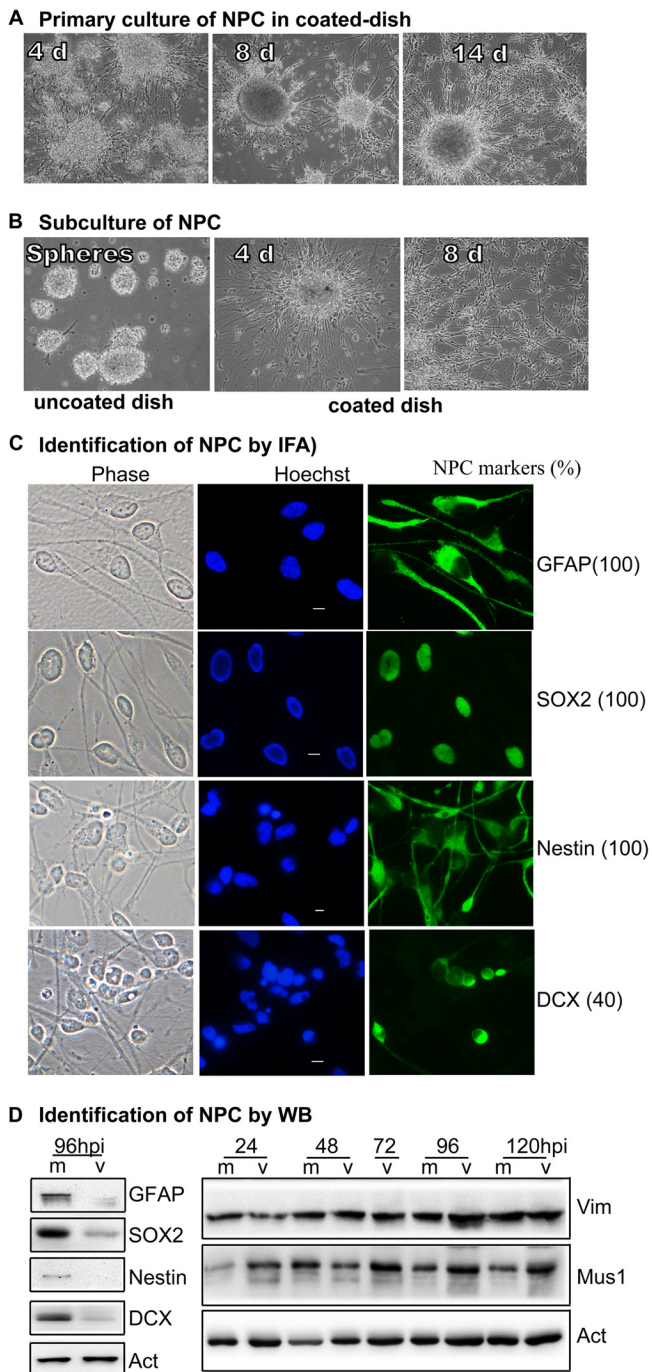 A Primary culture of NPC in coated-dish
4 d 8 d 14 d
B Subculture of NPC
Spheres 4 d 8 d
uncoated dish coated dish
C Identification of NPC by IFA)
Phase Hoechst NPC markers (%)
GFAP(100)
SOX2 (100)
Nestin (100)
DCX (40)
D Identification of NPC by WB
96hpi 24 48 72 96 120hpi
m v m v m v v m v m v
GFAP
SOX2
Nestin
DCX
Act
Vim
Mus1
Act